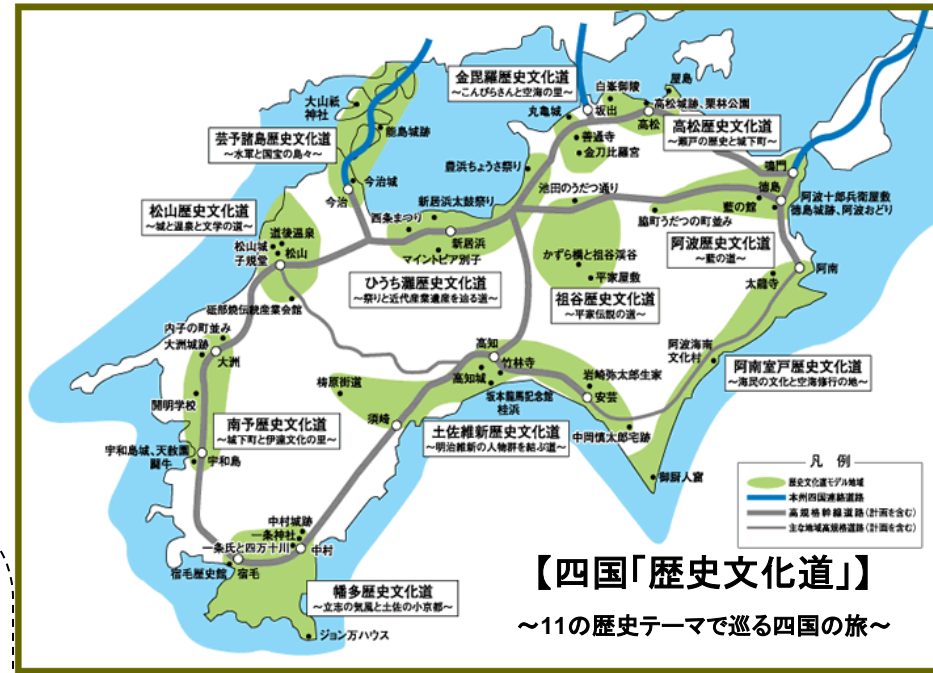 金毘羅歴史文化道
～こんぴらさんと空海の里～
屋島
白峯御陵
高松城跡、栗林公園
丸亀城
坂出
高松
大山祇
神社
能島城跡
芸予諸島歴史文化道
～水軍と国宝の島々～
善通寺
金刀比羅宮
高松歴史文化道
～瀬戸の歴史と城下町～
豊浜ちょうさ祭り
鳴門
今治城
今治
池田のうだつ通り
徳島
藍の館
阿波十郎兵衛屋敷
徳島城跡、阿波おどり
松山歴史文化道
～城と温泉と文学の道～
新居浜太鼓祭り
西条まつり
新居浜
マイントピア別子
脇町うだつの町並み
阿波歴史文化道
～藍の道～
道後温泉
松山城
子規堂
松山
かずら橋と祖谷渓谷
平家屋敷
阿南
太龍寺
ひうち灘歴史文化道
～祭りと近代産業遺産を辿る道～
祖谷歴史文化道
～平家伝説の道～
砥部焼伝統産業会館
内子の町並み
大洲城跡
大洲
高知
竹林寺
高知城
坂本龍馬記念館
桂浜
阿波海南
文化村
阿南室戸歴史文化道
～海民の文化と空海修行の地～
梼原街道
岩崎弥太郎生家
安芸
開明学校
須崎
南予歴史文化道
～城下町と伊達文化の里～
土佐維新歴史文化道
～明治維新の人物群を結ぶ道～
中岡慎太郎宅跡
宇和島城、天赦園
闘牛
宇和島
御厨人窟
凡 例
歴史文化道モデル地域
本州四国連絡道路
高規格幹線道路（計画を含む）
主な地域高規格道路（計画を含む）
中村城跡
一条神社
一条氏と四万十川
中村
宿毛歴史館
宿毛
幡多歴史文化道
～立志の気風と土佐の小京都～
ジョン万ハウス
【四国「歴史文化道」】
～11の歴史テーマで巡る四国の旅～